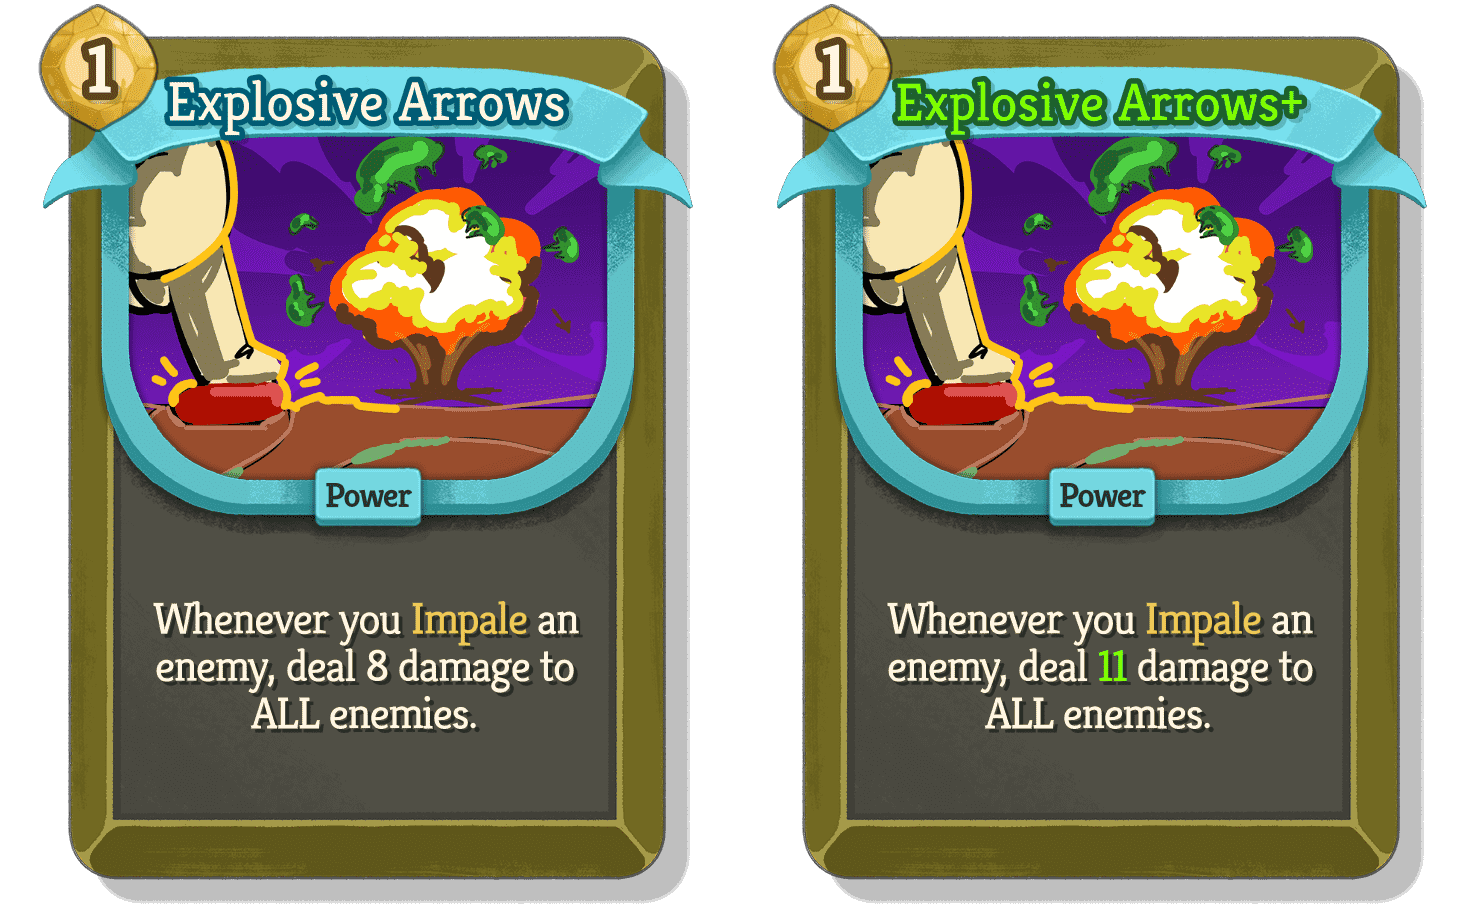 1
Explosive Arrows
Power
Whenever you Impale an
enemy, deal 8 damage to
ALL enemies.
1
Explosive Arrows+
Power
Whenever you Impale an
enemy, deal 11 damage to
ALL enemies.